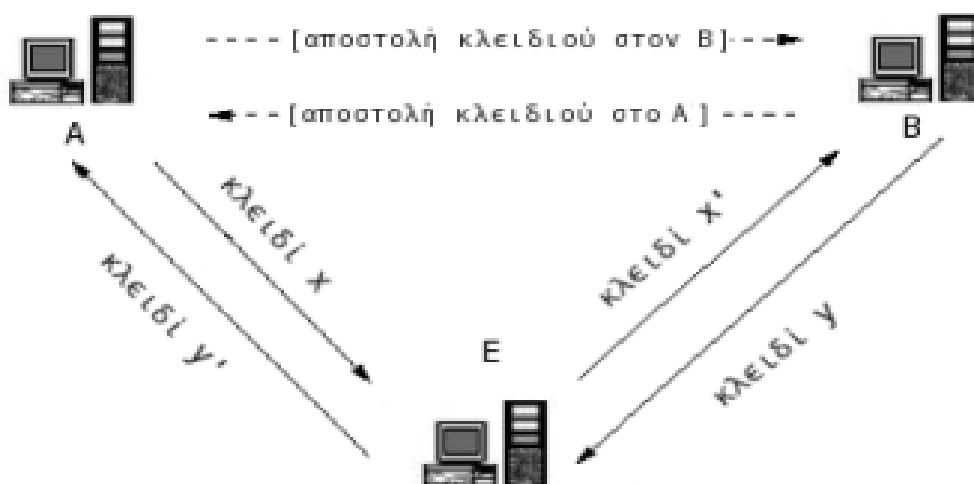 [αποστολή κλειδιού στον Β]
[αποστολή κλειδιού στο Α]
Α
Β
κλειδί x
κλειδί x'
κλειδί y'
κλειδί y
Ε